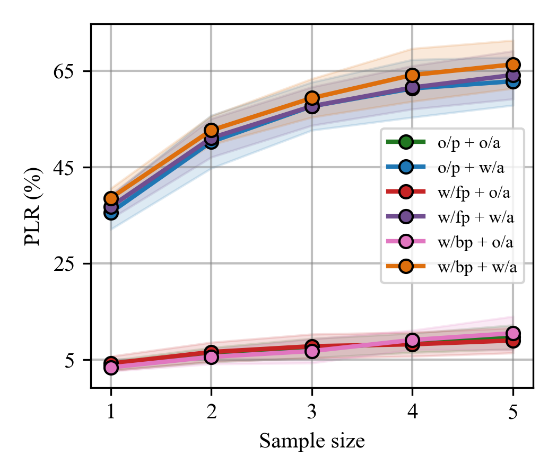 65
45
25
5
PLR (%)
o/p + o/a
o/p + w/a
w/fp + o/a
w/fp + w/a
w/bp + o/a
w/bp + w/a
1 2 3 4 5
Sample size